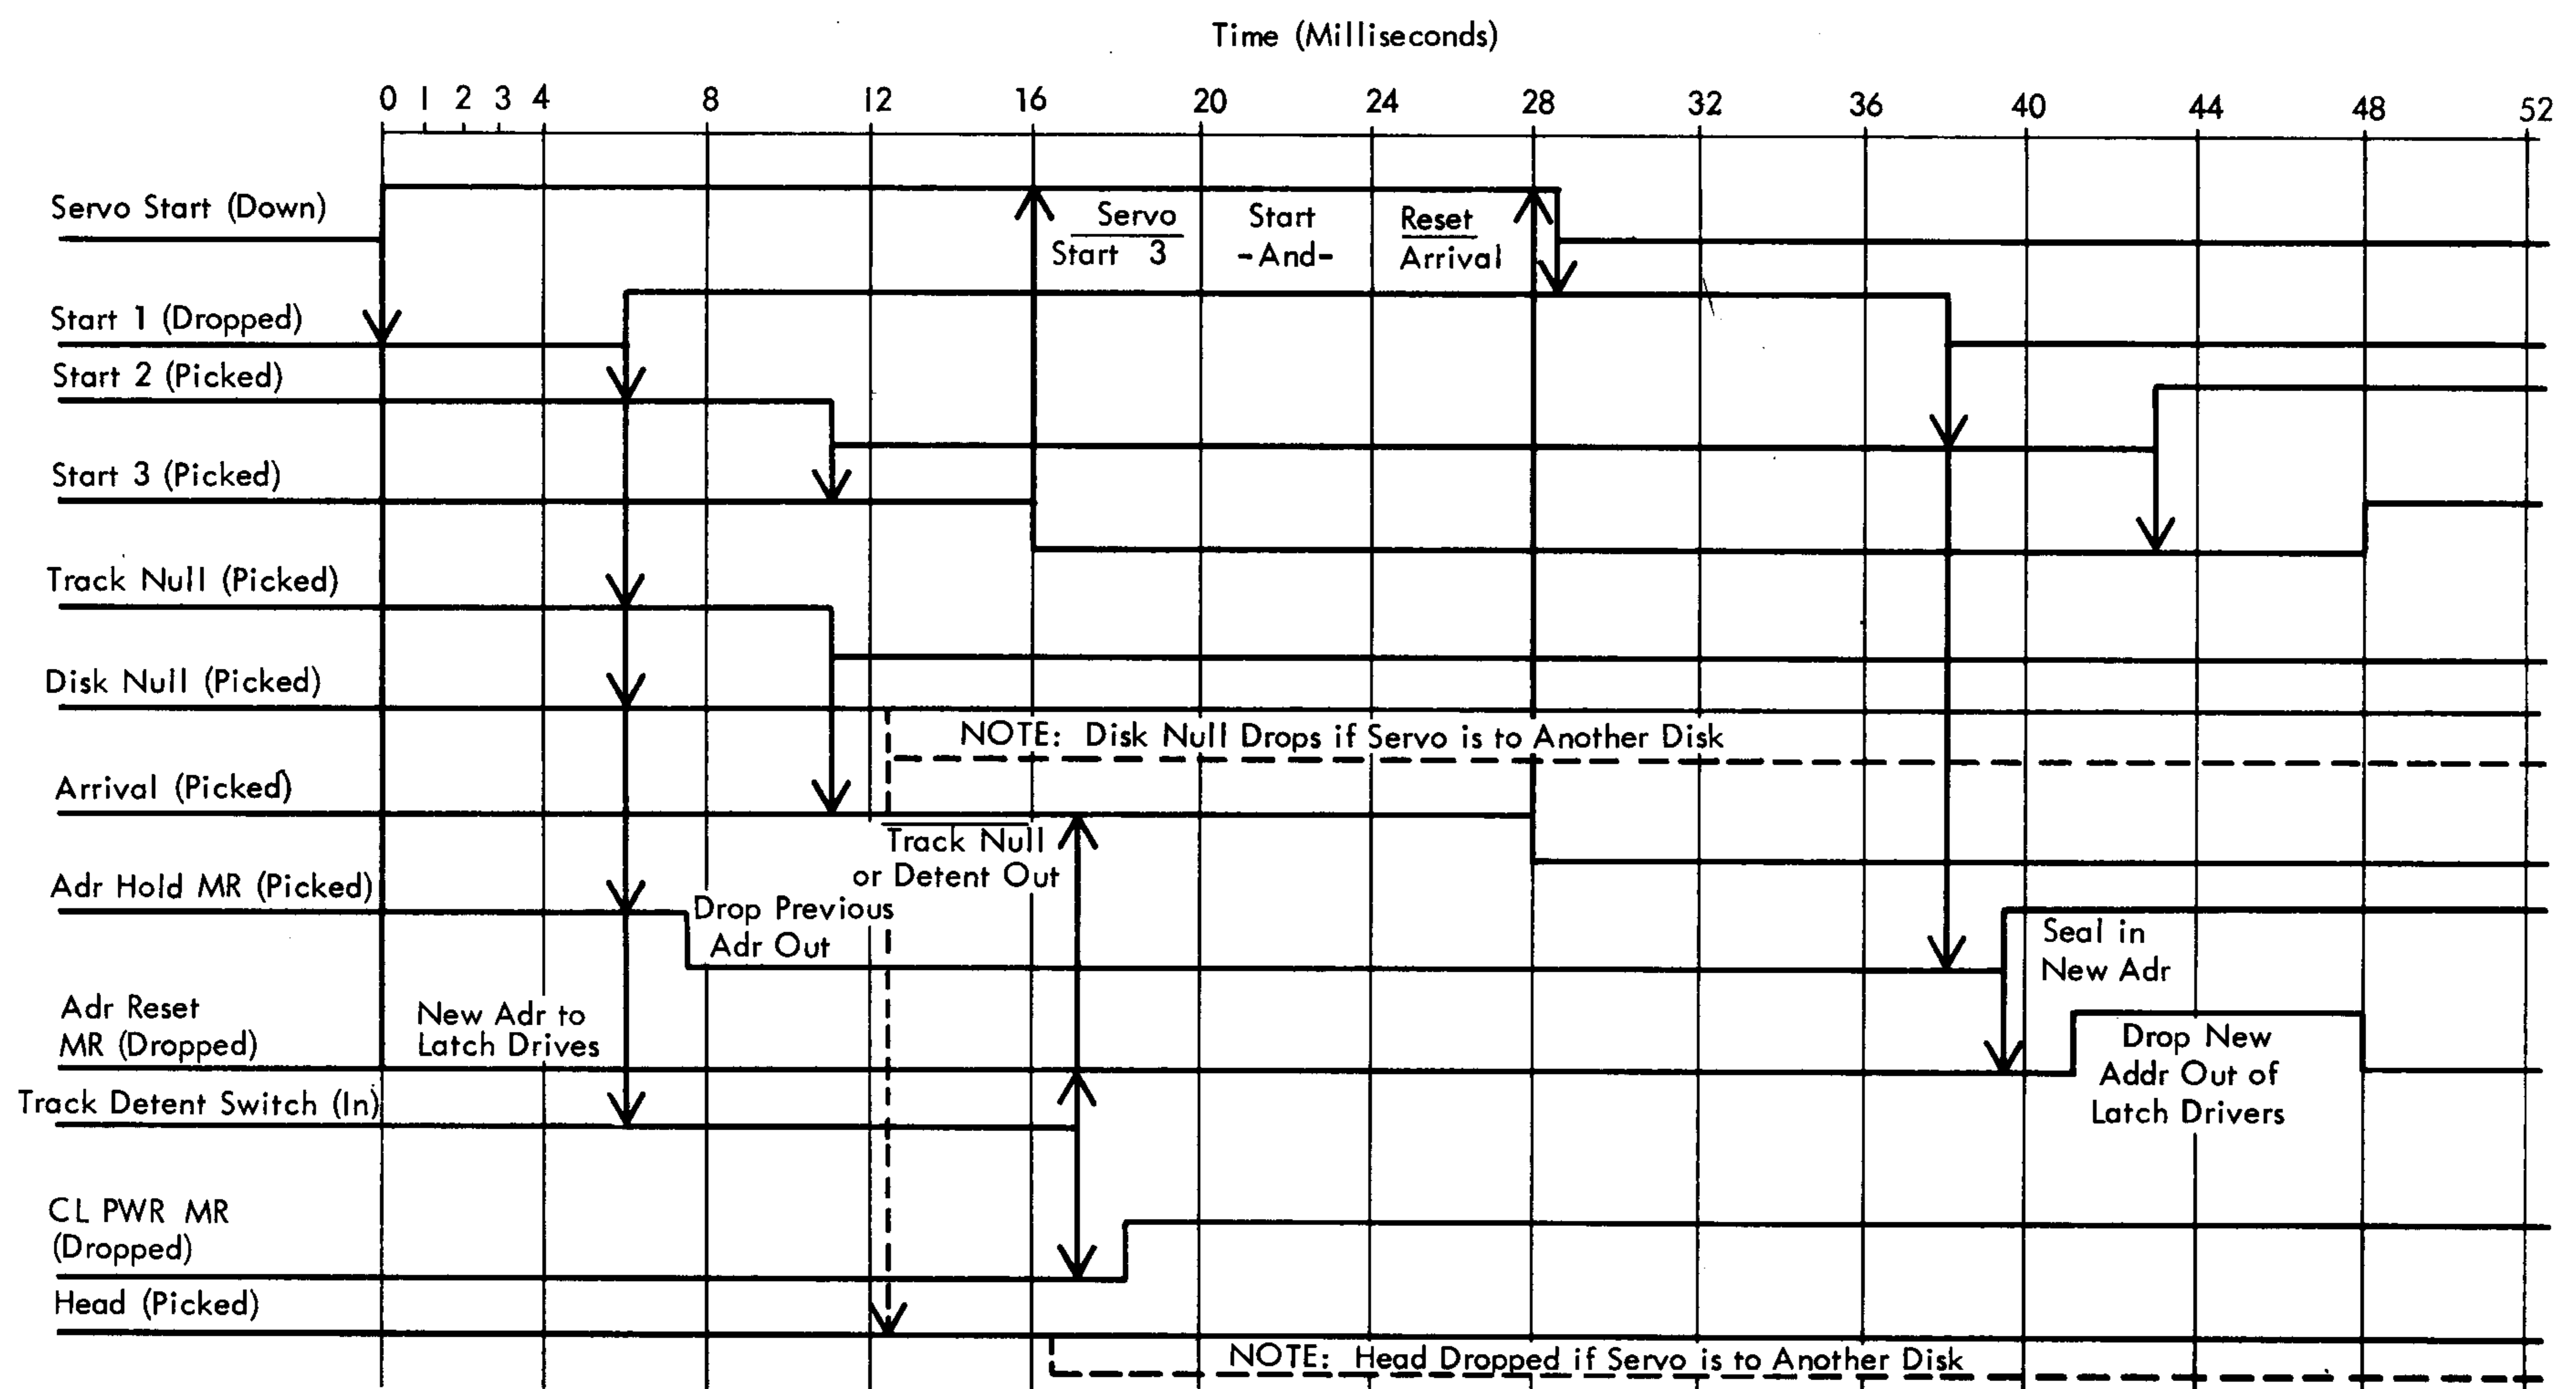 Time (Milliseconds)
0 1 2 3 4 8 12 16 20 24 28 32 36 40 44 48 52
Servo Start (Down)
Servo Start Reset
Start 3 -And- Arrival
Start 1 (Dropped)
Start 2 (Picked)
Start 3 (Picked)
Track Null (Picked)
Disk Null (Picked)
NOTE: Disk Null Drops if Servo is to Another Disk
Arrival (Picked)
Track Null
or Detent Out
Adr Hold MR (Picked)
Drop Previous
Adr Out
Seal in
New Adr
Adr Reset
MR (Dropped)
New Adr to
Latch Drives
Drop New
Addr Out of
Latch Drivers
Track Detent Switch (In)
CL PWR MR
(Dropped)
Head (Picked)
NOTE: Head Dropped if Servo is to Another Disk